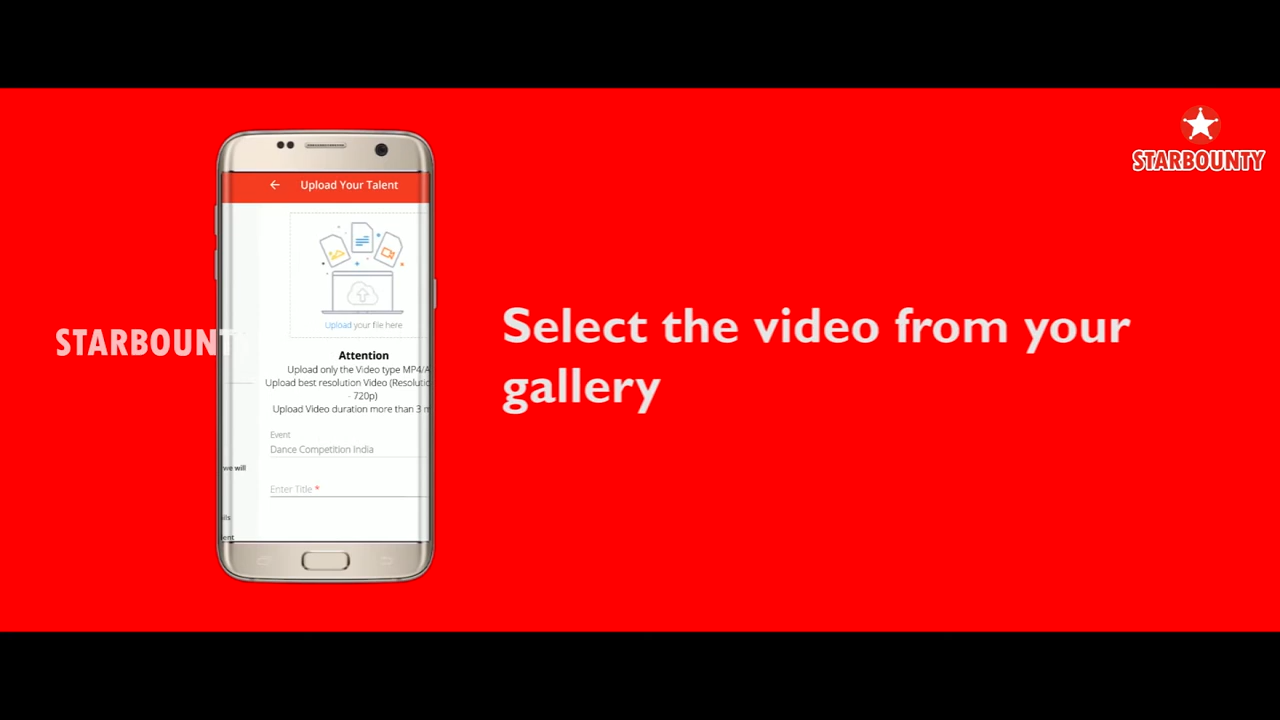 STARBOUNTY
Upload Your Talent
Upload your file here
Attention
Upload only the Video type MP4/A
Upload best resolution Video (Resolutio
- 720p)
Upload Video duration more than 3 m
Event
Dance Competition India
Enter Title *
we will
STARBOUNT
Select the video from your
gallery